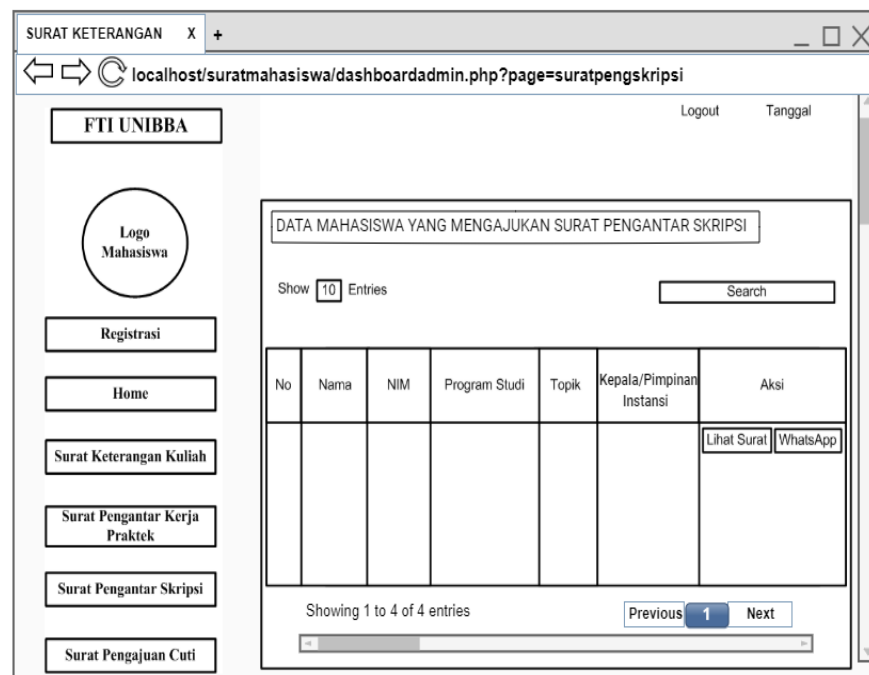 SURAT KETERANGAN X +
localhost/suratmahasiswa/dashboardadmin.php?page=suratpengskripsi
FTI UNIBBA
Logout Tanggal
Logo
Mahasiswa
Registrasi
Home
Surat Keterangan Kuliah
Surat Pengantar Kerja
Praktek
Surat Pengantar Skripsi
Surat Pengajuan Cuti
DATA MAHASISWA YANG MENGAJUKAN SURAT PENGANTAR SKRIPSI
Show 10 Entries
Search
No Nama NIM Program Studi Topik Kepala/Pimpinan Aksi
Instansi
Lihat Surat WhatsApp
Showing 1 to 4 of 4 entries
Previous 1 Next